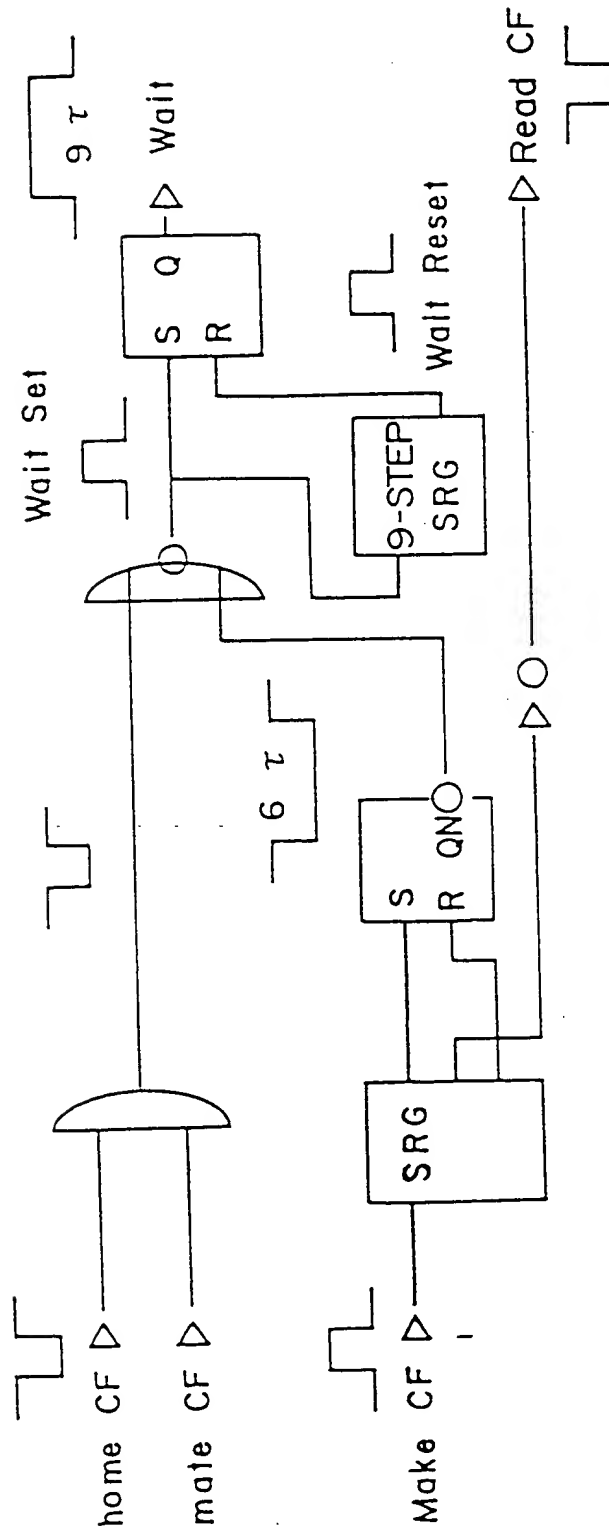 home CF
mate CF
Make CF
SRG
S
R QN
6 τ
Wait Set
9 τ
S Q
R
Wait
9-STEP
SRG
Wait Reset
Read CF